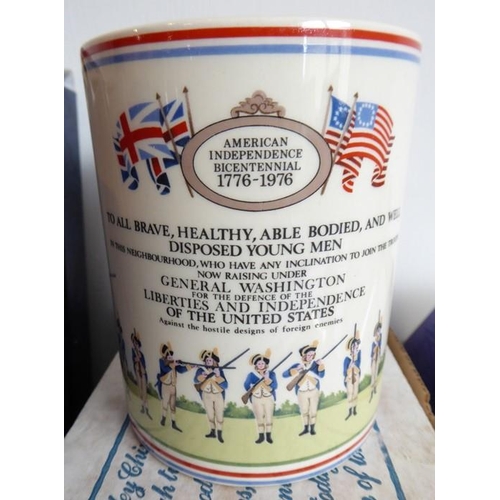 AMERICAN
INDEPENDENCE
BICENTENNIAL
1776-1976
TO ALL BRAVE, HEALTHY, ABLE BODIED, AND WELL
DISPOSED YOUNG MEN
IN THIS NEIGHBOURHOOD, WHO HAVE ANY INCLINATION TO JOIN THE
NOW RAISING UNDER
GENERAL WASHINGTON
FOR THE DEFENCE OF THE
LIBERTIES AND INDEPENDENCE
OF THE UNITED STATES
Against the hostile designs of foreign enemies